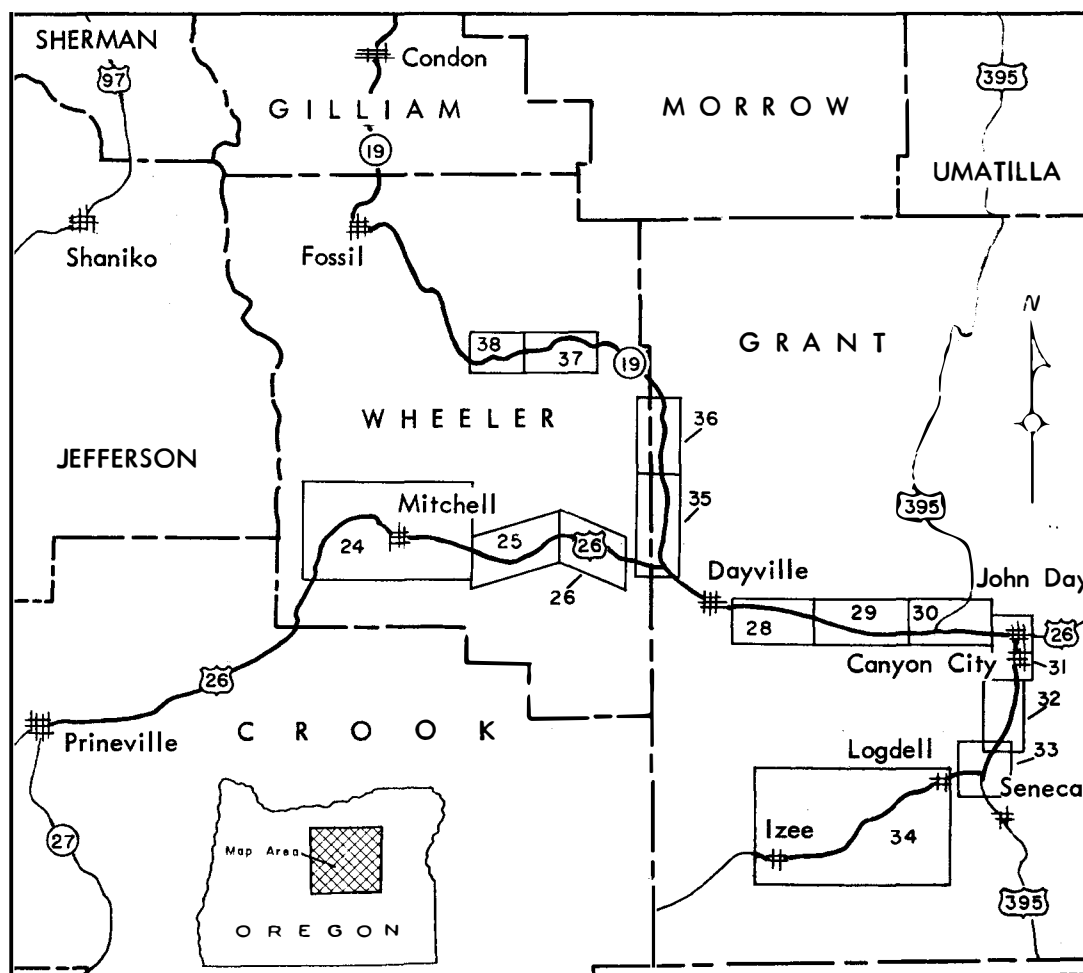 SHERMAN
97
Condon
395
GILLIAM
MORROW
19
UMATILLA
Shaniko
Fossil
N
GRANT
38
37
19
WHEELER
36
JEFFERSON
Mitchell
35
395
24
25
26
26
Dayville
John Day
28
29
30
26
Canyon City
31
26
32
Prineville
CROOK
Logdell
33
Seneca
Izee
34
27
Map Area
395
OREGON